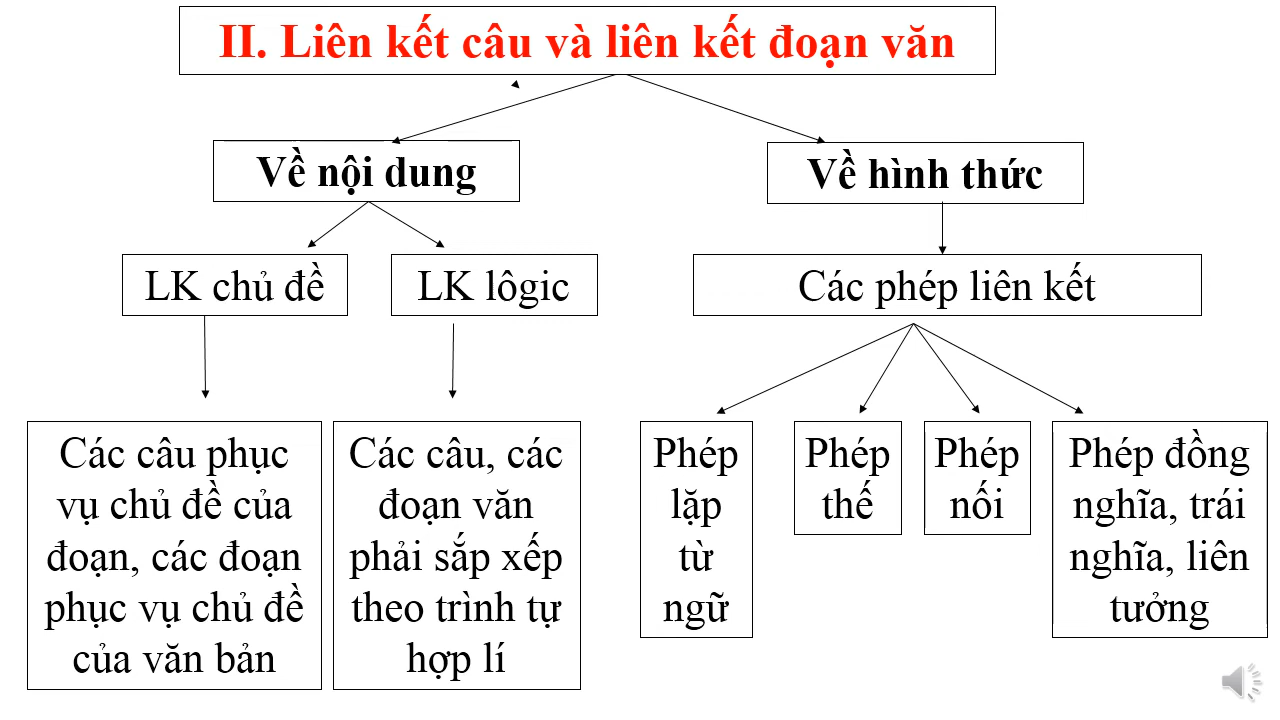 II. Liên kết câu và liên kết đoạn văn
Về nội dung
Về hình thức
LK chủ đề
LK lôgic
Các phép liên kết
Các câu phục
vụ chủ đề của
đoạn, các đoạn
phục vụ chủ đề
của văn bản
Các câu, các
đoạn văn
phải sắp xếp
theo trình tự
hợp lí
Phép
lặp
từ
ngữ
Phép
thế
Phép
nối
Phép đồng
nghĩa, trái
nghĩa, liên
tưởng